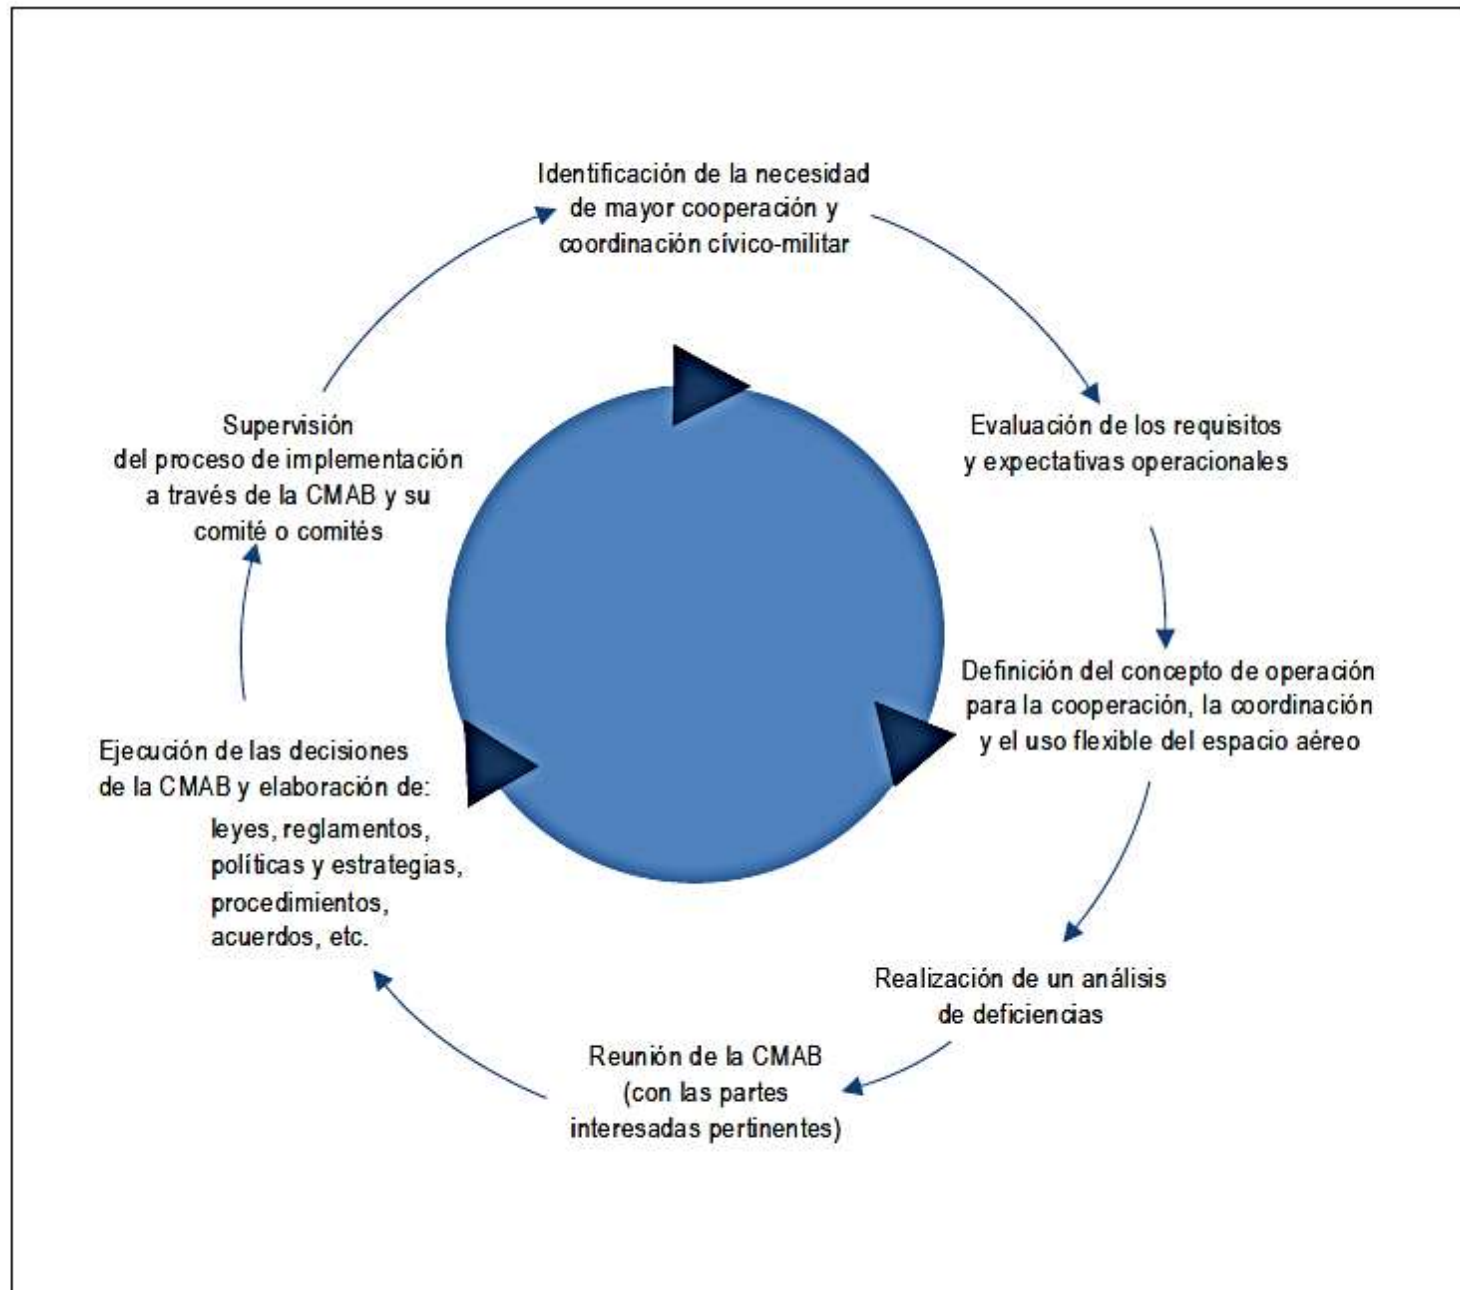 Identificación de la necesidad
de mayor cooperación y
coordinación cívico-militar
Evaluación de los requisitos
y expectativas operacionales
Definición del concepto de operación
para la cooperación, la coordinación
y el uso flexible del espacio aéreo
Realización de un análisis
de deficiencias
Reunión de la CMAB
(con las partes
interesadas pertinentes)
Ejecución de las decisiones
de la CMAB y elaboración de:
leyes, reglamentos,
políticas y estrategias,
procedimientos,
acuerdos, etc.
Supervisión
del proceso de implementación
a través de la CMAB y su
comité o comités